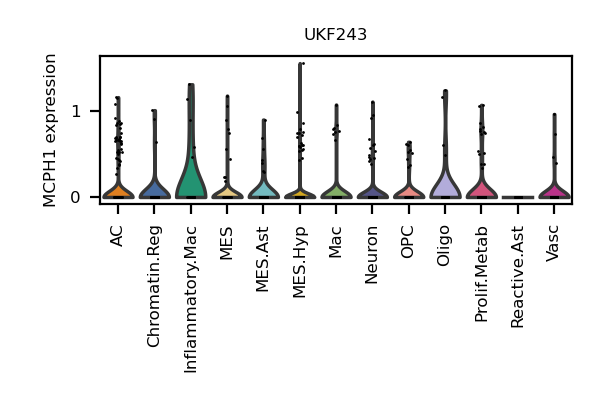 UKF243
MCPH1 expression
1
0
AC
Chromatin.Reg
Inflammatory.Mac
MES
MES.Ast
MES.Hyp
Mac
Neuron
OPC
Oligo
Prolif.Metab
Reactive.Ast
Vasc